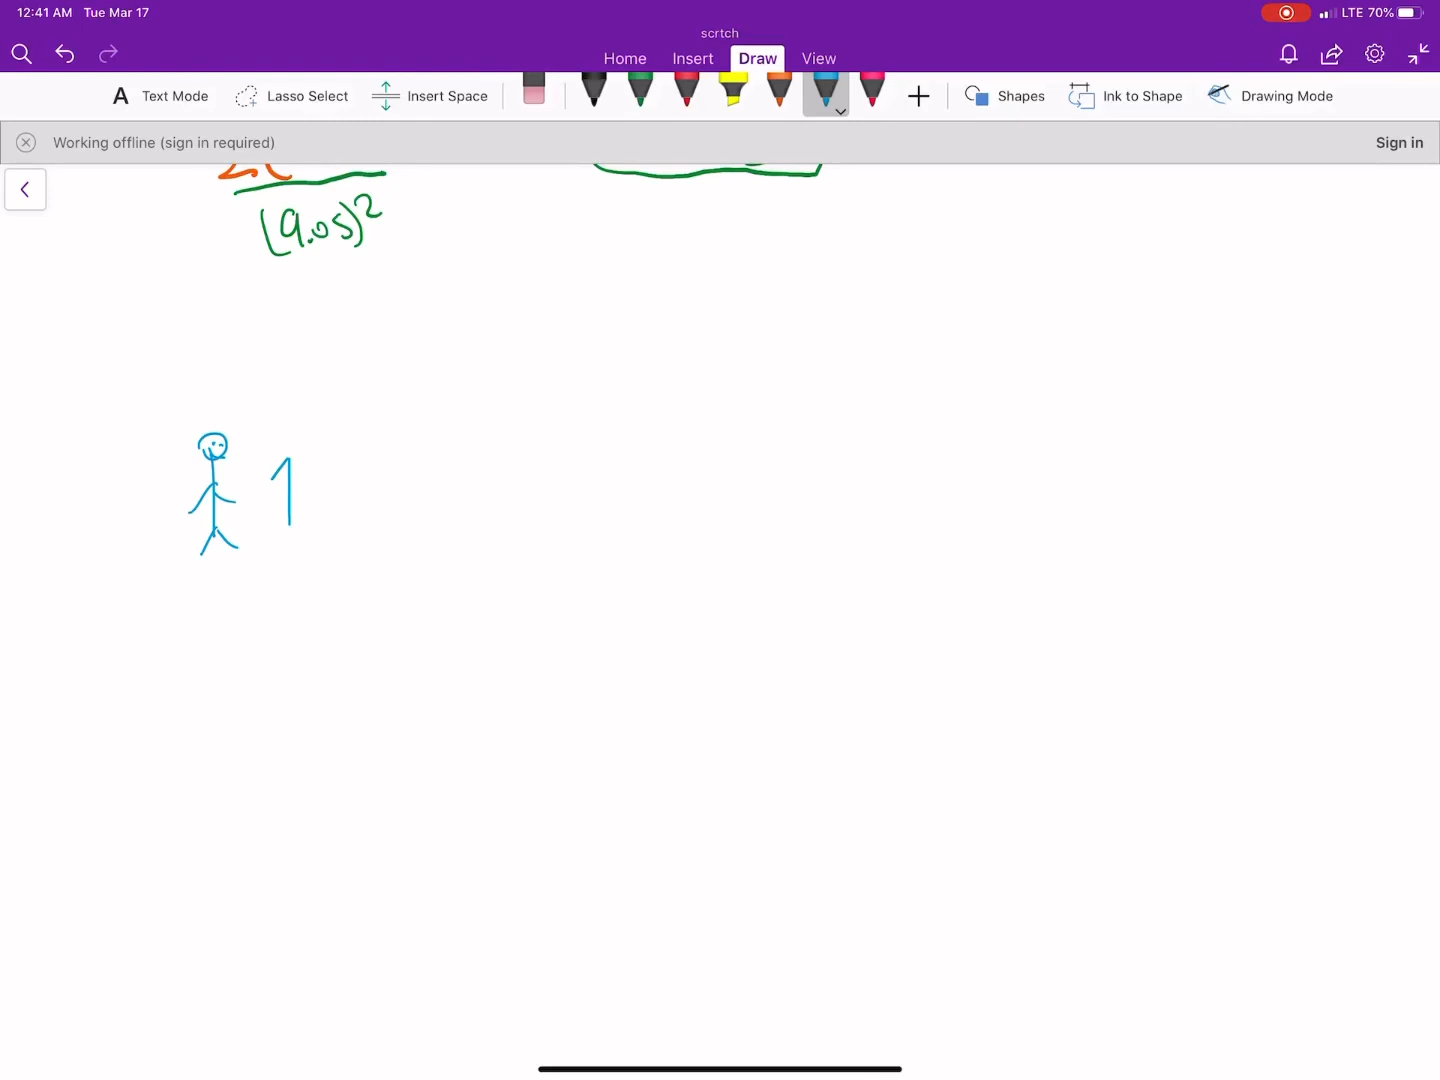 12:41 AM Tue Mar 17
LTE 70%
scrtch
Home Insert Draw View
A Text Mode Lasso Select Insert Space Shapes Ink to Shape Drawing Mode
Working offline (sign in required) Sign in
(9.05)²
1